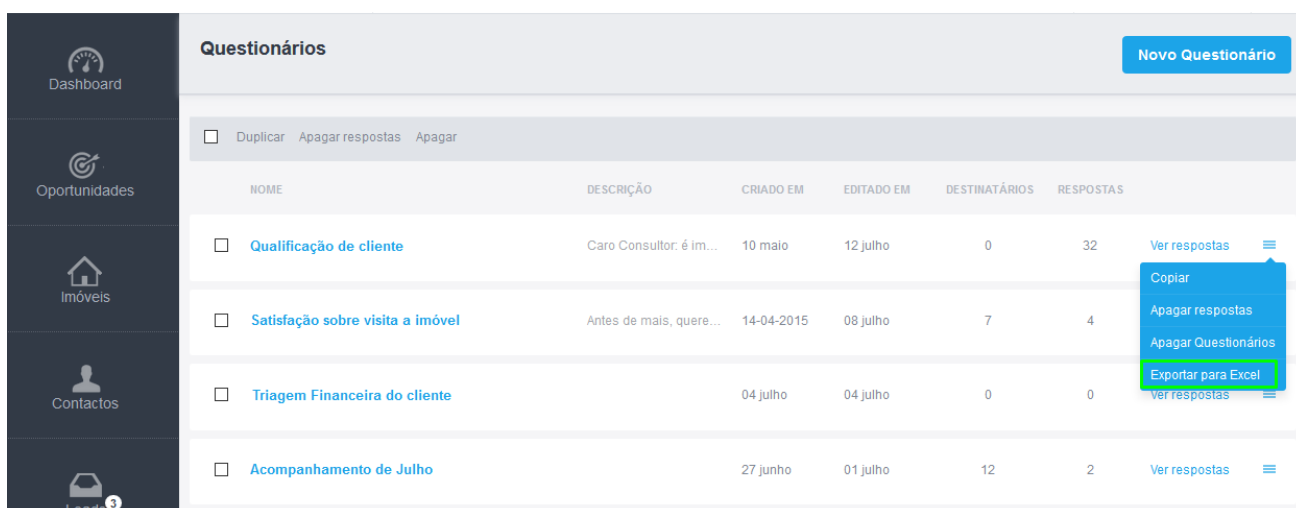 Dashboard
Oportunidades
Imóveis
Contactos
3
Questionários
Novo Questionário
Duplicar Apagar respostas Apagar
NOME DESCRIÇÃO CRIADO EM EDITADO EM DESTINATÁRIOS RESPOSTAS
Qualificação de cliente Caro Consultor: é im... 10 maio 12 julho 0 32 Ver respostas
Copiar
Apagar respostas
Apagar Questionários
Exportar para Excel
Satisfação sobre visita a imóvel Antes de mais, quere... 14-04-2015 08 julho 7 4
Triagem Financeira do cliente 04 julho 04 julho 0 0 Ver respostas
Acompanhamento de Julho 27 junho 01 julho 12 2 Ver respostas